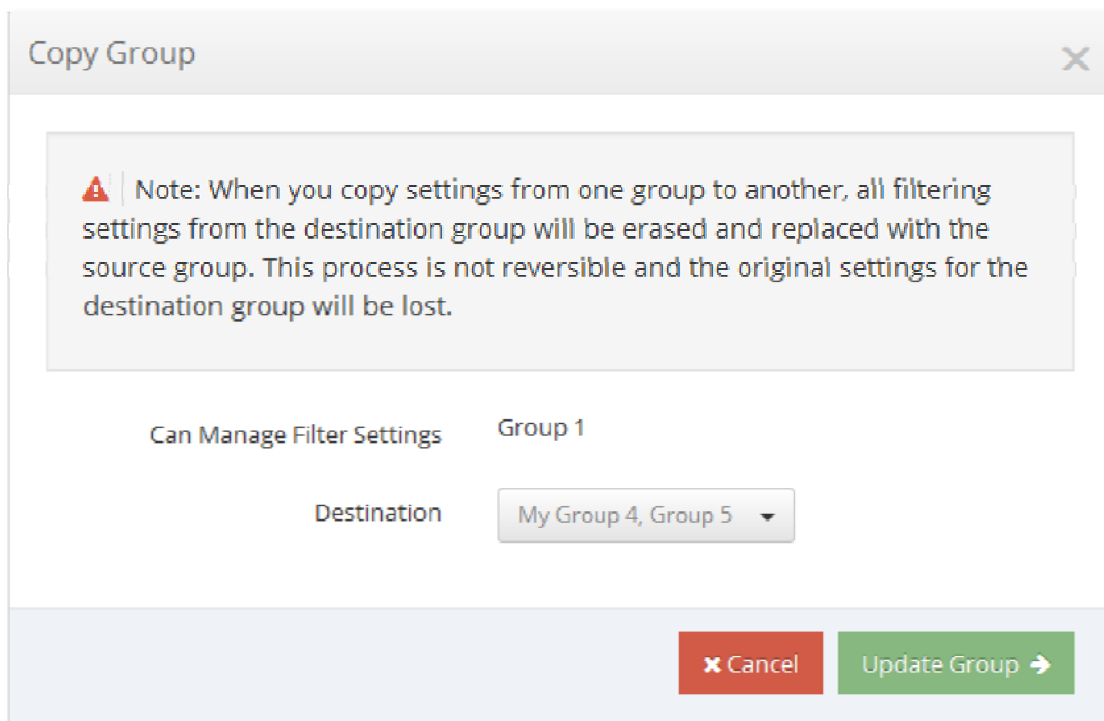 Copy Group
Note: When you copy settings from one group to another, all filtering
settings from the destination group will be erased and replaced with the
source group. This process is not reversible and the original settings for the
destination group will be lost.
Can Manage Filter Settings Group 1
Destination My Group 4, Group 5
Cancel Update Group